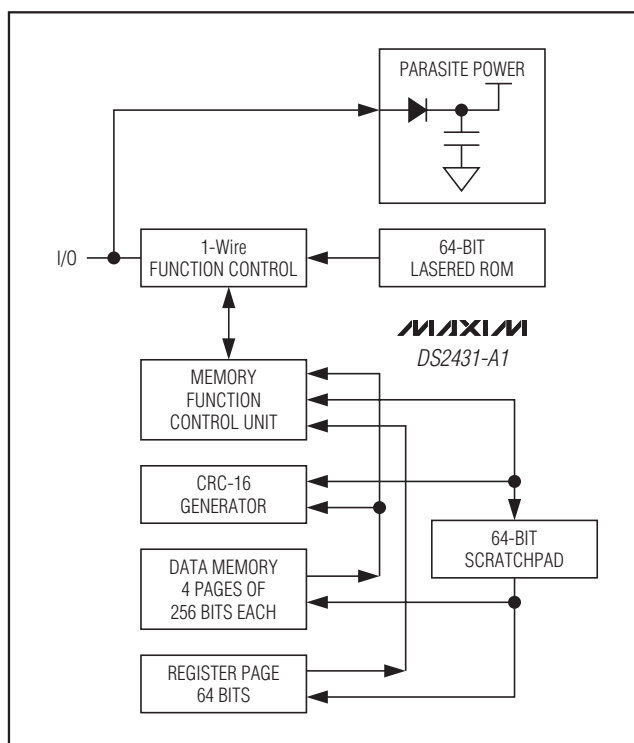 PARASITE POWER
I/O
1-Wire
FUNCTION CONTROL
64-BIT
LASERED ROM
MAXIM
DS2431-A1
MEMORY
FUNCTION
CONTROL UNIT
CRC-16
GENERATOR
64-BIT
SCRATCHPAD
DATA MEMORY
4 PAGES OF
256 BITS EACH
REGISTER PAGE
64 BITS